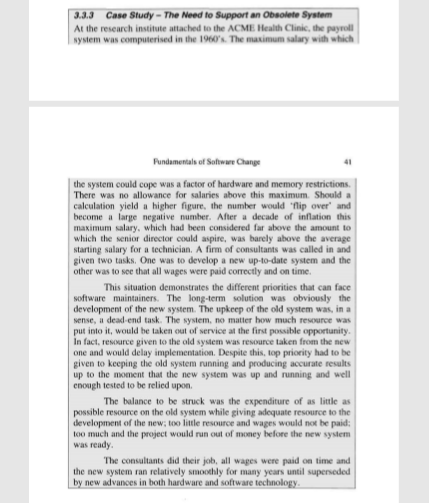 3.3.3 Case Study – The Need to Support an Obsolete System
At the research institute attached to the ACME Health Clinic, the payroll
system was computerised in the 1960's. The maximum salary with which
Fundamentals of Software Change 41
the system could cope was a factor of hardware and memory restrictions.
There was no allowance for salaries above this maximum. Should a
calculation yield a higher figure, the number would 'flip over' and
become a large negative number. After a decade of inflation this
maximum salary, which had been considered far above the amount to
which the senior director could aspire, was barely above the average
starting salary for a technician. A firm of consultants was called in and
given two tasks. One was to develop a new up-to-date system and the
other was to see that all wages were paid correctly and on time.
This situation demonstrates the different priorities that can face
software maintainers. The long-term solution was obviously the
development of the new system. The upkeep of the old system was, in a
sense, a dead-end task. The system, no matter how much resource was
put into it, would be taken out of service at the first possible opportunity.
In fact, resource given to the old system was resource taken from the new
one and would delay implementation. Despite this, top priority had to be
given to keeping the old system running and producing accurate results
up to the moment that the new system was up and running and well
enough tested to be relied upon.
The balance to be struck was the expenditure of as little as
possible resource on the old system while giving adequate resource to the
development of the new; too little resource and wages would not be paid;
too much and the project would run out of money before the new system
was ready.
The consultants did their job, all wages were paid on time and
the new system ran relatively smoothly for many years until superseded
by new advances in both hardware and software technology.